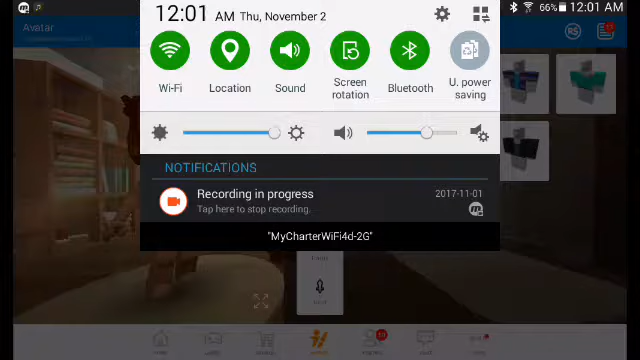 12:01 AM Thu, November 2
66% 12:01 AM
Avatar
R$
Wi-Fi
Location
Sound
Screen rotation
Bluetooth
U. power saving
NOTIFICATIONS
Recording in progress
2017-11-01
Tap here to stop recording.
"MyCharterWiFi4d-2G"